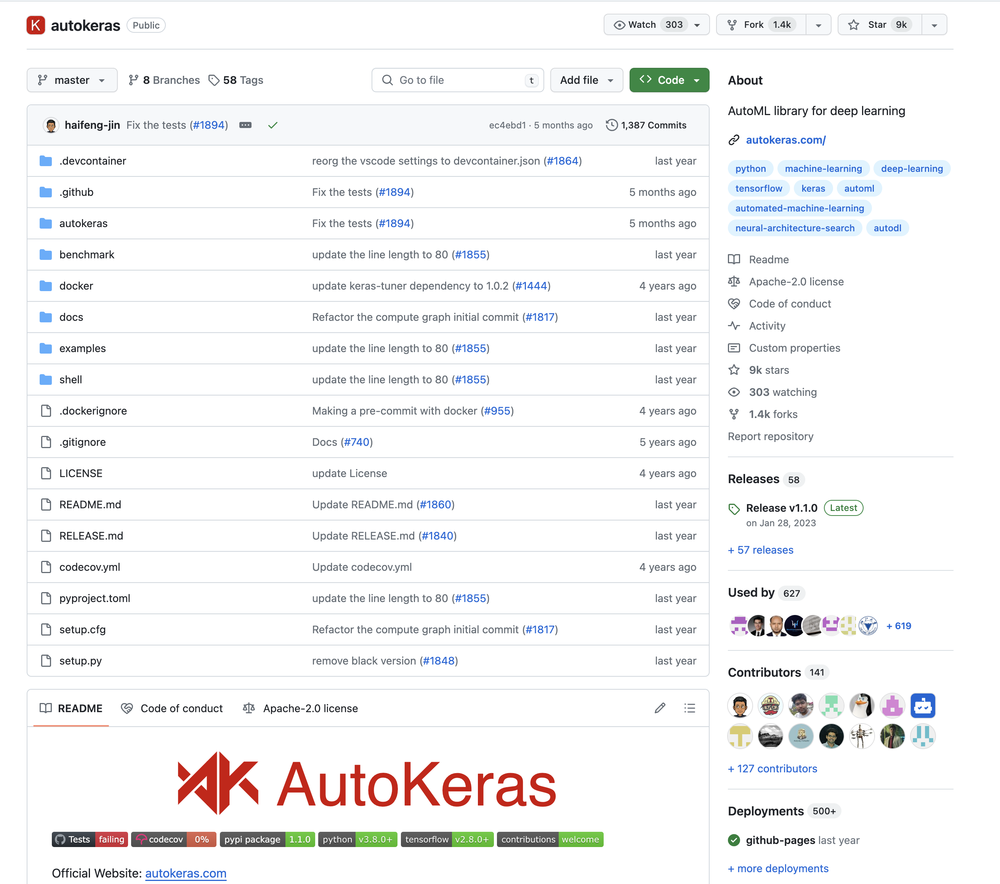 K autokeras Public Watch 303 Fork 1.4k Star 9k
master 8 Branches 58 Tags Go to file t Add file Code
haifeng-jin Fix the tests (#1894) ec4ebd1 · 5 months ago 1,387 Commits
.devcontainer reorg the vscode settings to devcontainer.json (#1864) last year
.github Fix the tests (#1894) 5 months ago
autokeras Fix the tests (#1894) 5 months ago
benchmark update the line length to 80 (#1855) last year
docker update keras-tuner dependency to 1.0.2 (#1444) 4 years ago
docs Refactor the compute graph initial commit (#1817) last year
examples update the line length to 80 (#1855) last year
shell update the line length to 80 (#1855) last year
.dockerignore Making a pre-commit with docker (#955) 4 years ago
.gitignore Docs (#740) 5 years ago
LICENSE update License 4 years ago
README.md Update README.md (#1860) last year
RELEASE.md Update RELEASE.md (#1840) last year
codecov.yml Update codecov.yml 4 years ago
pyproject.toml update the line length to 80 (#1855) last year
setup.cfg Refactor the compute graph initial commit (#1817) last year
setup.py remove black version (#1848) last year
README Code of conduct Apache-2.0 license
AutoKeras
Tests failing codecov 0% pypi package 1.1.0 python v3.8.0+ tensorflow v2.8.0+ contributions welcome
Official Website: autokeras.com
About
AutoML library for deep learning
autokeras.com/
python machine-learning deep-learning
tensorflow keras automl
automated-machine-learning
neural-architecture-search autodl
Readme
Apache-2.0 license
Code of conduct
Activity
Custom properties
9k stars
303 watching
1.4k forks
Report repository
Releases 58
Release v1.1.0 Latest
on Jan 28, 2023
+ 57 releases
Used by 627
+ 619
Contributors 141
+ 127 contributors
Deployments 500+
github-pages last year
+ more deployments